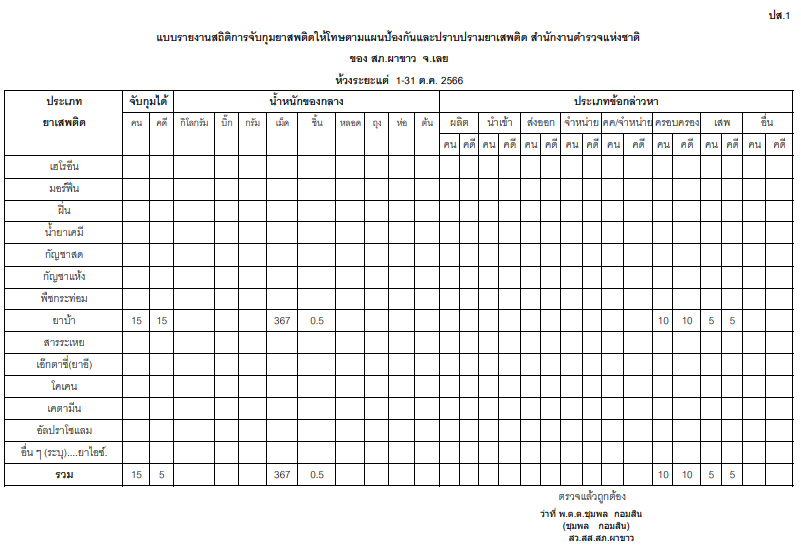 ปส.1
แบบรายงานสถิติการจับกุมยาสพติดให้โทษตามแผนป้องกันและปราบปรามยาเสพติด สำนักงานตำรวจแห่งชาติ
ของ สภ.ผาขาว จ.เลย
ห้วงระยะแต่ 1-31 ต.ค. 2566
ประเภท จับกุมได้ น้ำหนักของกลาง ประเภทข้อกล่าวหา
ยาเสพติด คน คดี กิโลกรัม บิ๊ก กรัม เม็ด ชิ้น หลอด ถุง ห่อ ต้น ผลิต นำเข้า ส่งออก จำหน่าย คค/จำหน่าย ครอบครอง เสพ อื่น
คน คดี คน คดี คน คดี คน คดี คน คดี คน คดี คน คดี คน คดี
เฮโรอีน
มอร์ฟีน
ฝิ่น
น้ำยาเคมี
กัญชาสด
กัญชาแห้ง
พืชกระท่อม
ยาบ้า 15 15 367 0.5 10 10 5 5
สารระเหย
เอ๊กตาซี่(ยาอี)
โคเคน
เคตามีน
อัลปราโซแลม
อื่น ๆ (ระบุ)....ยาไอซ์.
รวม 15 5 367 0.5 10 10 5 5
ตรวจแล้วถูกต้อง
ว่าที่ พ.ต.ต.ชุมพล กอมสิน
(ชุมพล กอมสิน)
สว.สส.สภ.ผาขาว